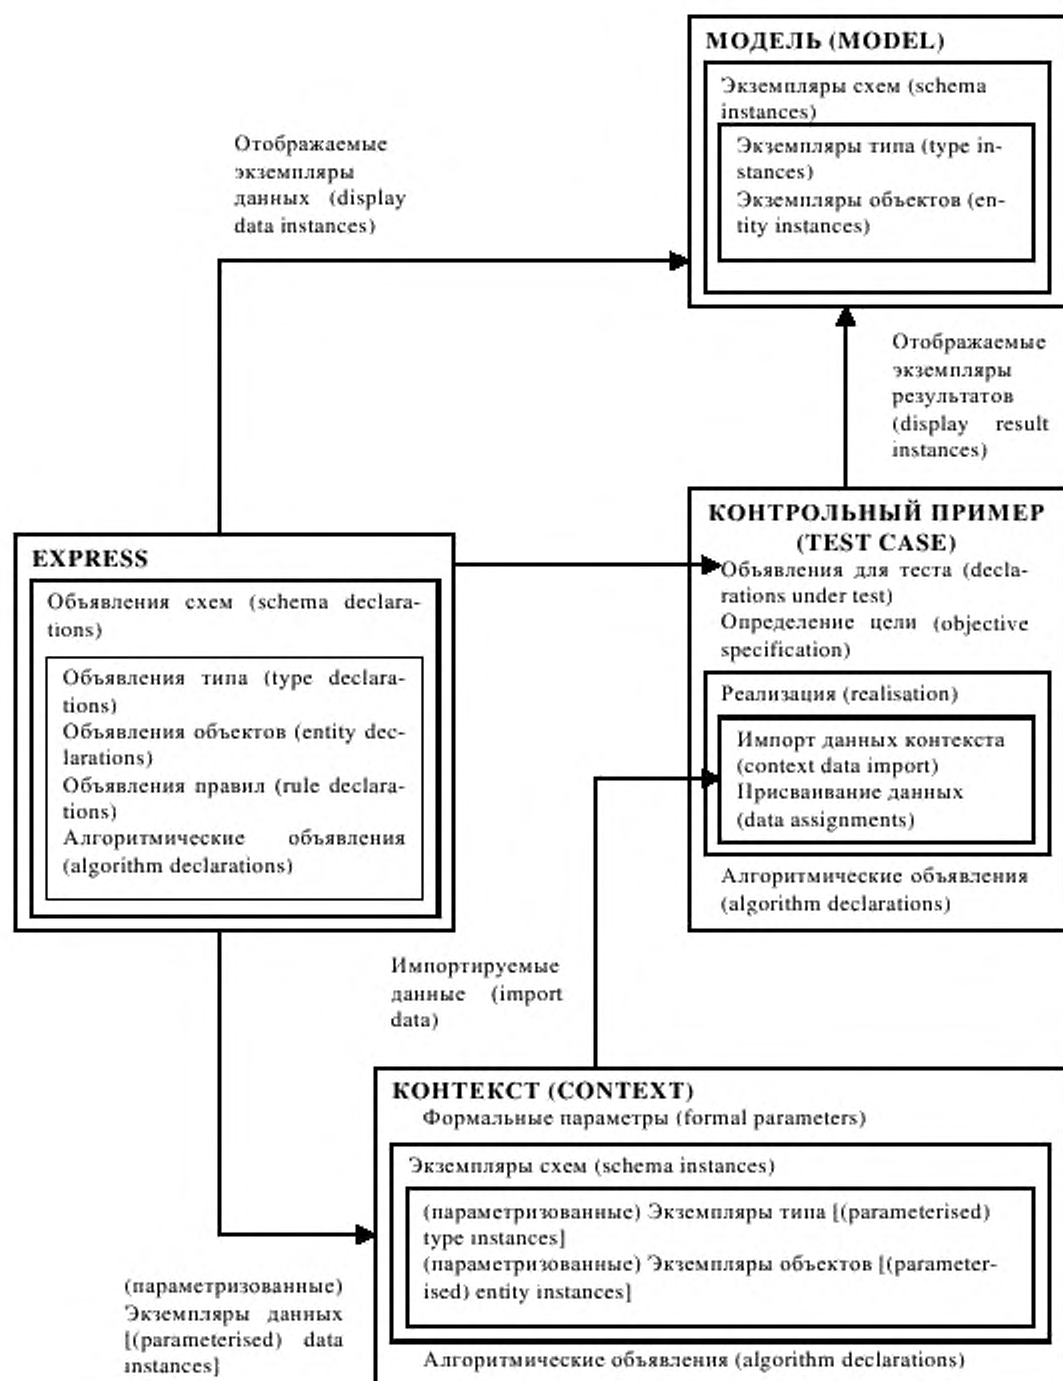 МОДЕЛЬ (MODEL)
Экземпляры схем (schema
instances)
Экземпляры типа (type in-
stances)
Экземпляры объектов (en-
tity instances)
Отображаемые
экземпляры
данных (display
data instances)
Отображаемые
экземпляры
результатов
(display result
instances)
КОНТРОЛЬНЫЙ ПРИМЕР
(TEST CASE)
Объявления для теста (decla-
rations under test)
Определение цели (objective
specification)
Реализация (realisation)
Импорт данных контекста
(context data import)
Присваивание данных
(data assignments)
Алгоритмические объявления
(algorithm declarations)
EXPRESS
Объявления схем (schema declara-
tions)
Объявления типа (type declara-
tions)
Объявления объектов (entity dec-
larations)
Объявления правил (rule declara-
tions)
Алгоритмические объявления
(algorithm declarations)
Импортируемые
данные (import
data)
КОНТЕКСТ (CONTEXT)
Формальные параметры (formal parameters)
Экземпляры схем (schema instances)
(параметризованные) Экземпляры типа [(parameterised)
type instances]
(параметризованные) Экземпляры объектов [(parameter-
ised) entity instances]
Алгоритмические объявления (algorithm declarations)
(параметризованные)
Экземпляры данных
[(parameterised) data
instances]